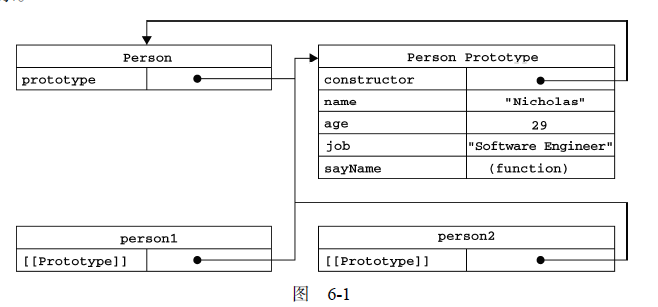 Person
prototype
Person Prototype
constructor
name "Nicholas"
age 29
job "Software Engineer"
sayName (function)
person1
[[Prototype]]
person2
[[Prototype]]
图 6-1